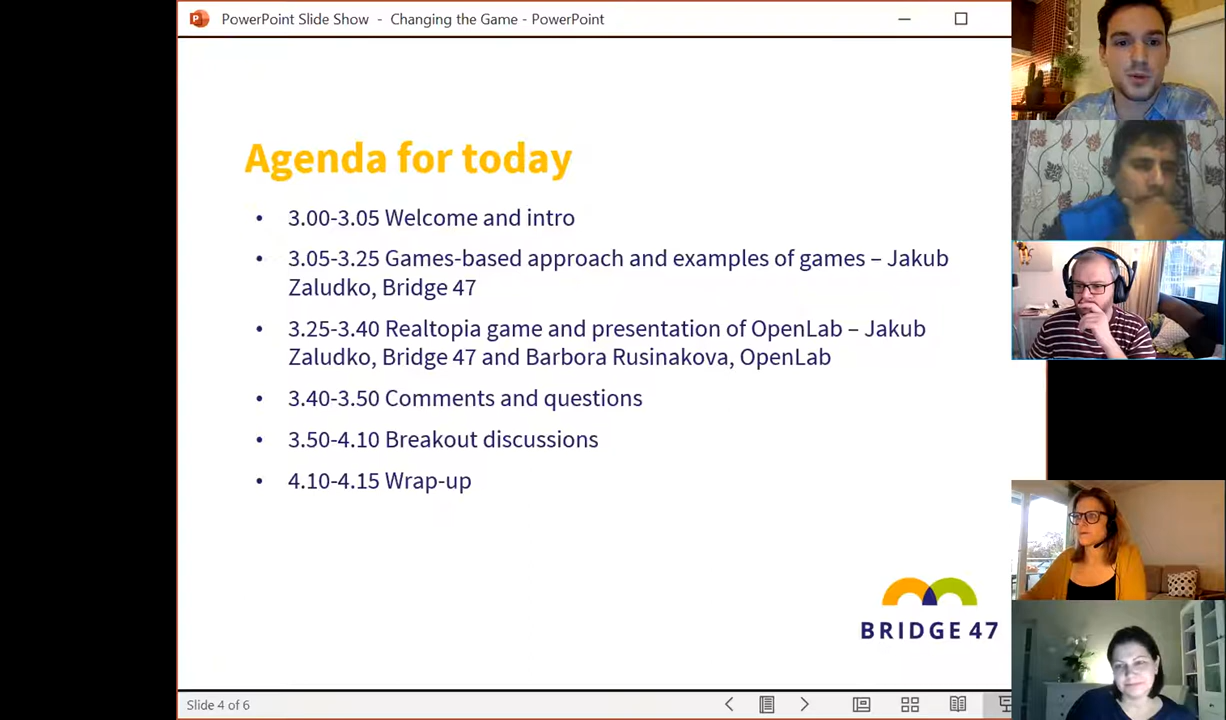 PowerPoint Slide Show - Changing the Game - PowerPoint
Agenda for today
• 3.00-3.05 Welcome and intro
• 3.05-3.25 Games-based approach and examples of games – Jakub
Zaludko, Bridge 47
• 3.25-3.40 Realtopia game and presentation of OpenLab – Jakub
Zaludko, Bridge 47 and Barbora Rusinakova, OpenLab
• 3.40-3.50 Comments and questions
• 3.50-4.10 Breakout discussions
• 4.10-4.15 Wrap-up
BRIDGE 47
Slide 4 of 6